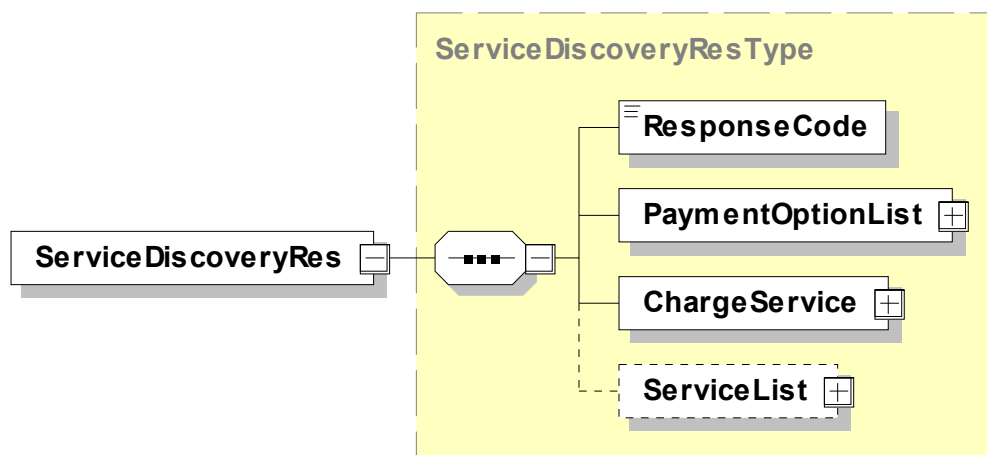 ServiceDiscoveryResType
ResponseCode
PaymentOptionList
ServiceDiscoveryRes
ChargeService
ServiceList